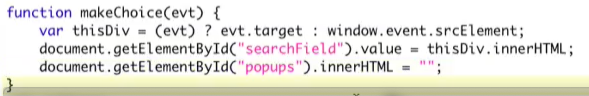 function makeChoice(evt) {
    var thisDiv = (evt) ? evt.target : window.event.srcElement;
    document.getElementById("searchField").value = thisDiv.innerHTML;
    document.getElementById("popups").innerHTML = "";
}